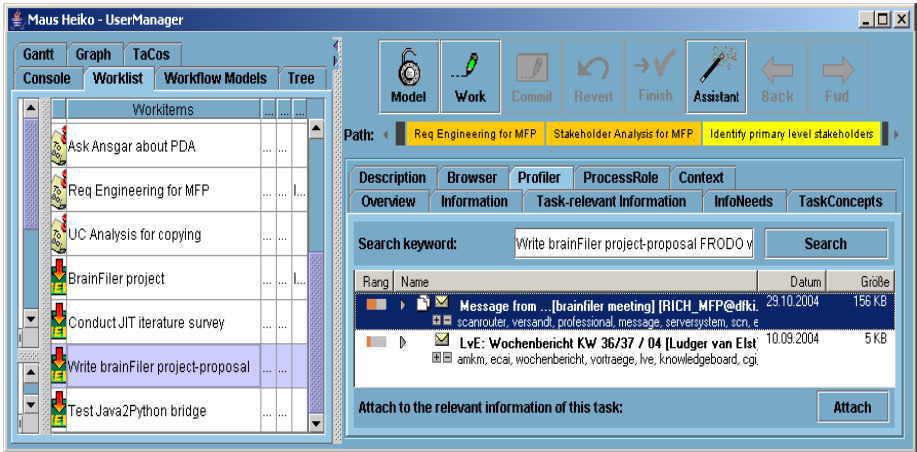 Maus Heiko - UserManager
Gantt Graph TaCos
Console Worklist Workflow Models Tree
Workitems ... ... ...
Ask Ansgar about PDA ... ...
Req Engineering for MFP ... ... I...
UC Analysis for copying ... ...
BrainFiler project ... ... I...
Conduct JIT iterature survey ... ...
Write brainFiler project-proposal ... ...
Test Java2Python bridge ... ...
Model Work Commit Revert Finish Assistant Back Fwd
Path: Req Engineering for MFP Stakeholder Analysis for MFP Identify primary level stakeholders
Description Browser Profiler ProcessRole Context
Overview Information Task-relevant Information InfoNeeds TaskConcepts
Search keyword: Write brainFiler project-proposal FRODO v Search
Rang Name Datum Größe
Message from ...[brainfiler meeting] [RICH_MFP@dfki. 29.10.2004 156 KB
scanrouter, versandt, professional, message, serversystem, scn, e
LvE: Wochenbericht KW 36/37 / 04 [Ludger van Elst] 10.09.2004 5 KB
amkm, ecai, wochenbericht, vortraege, lve, knowledgeboard, cgi,
Attach to the relevant information of this task: Attach